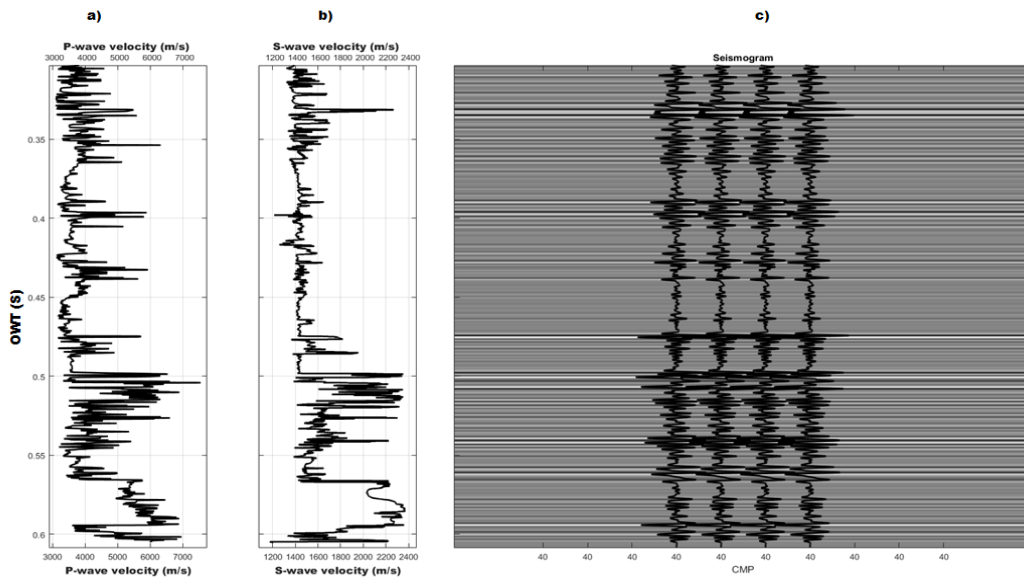 a) b) c)
P-wave velocity (m/s) S-wave velocity (m/s)
3000 4000 5000 6000 7000 1200 1400 1600 1800 2000 2200 2400
Seismogram
0.35
0.4
0.45
OWT (S)
0.5
0.55
0.6
3000 4000 5000 6000 7000 1200 1400 1600 1800 2000 2200 2400 40 40 40 40 40 40 40 40 40 40
P-wave velocity (m/s) S-wave velocity (m/s) CMP